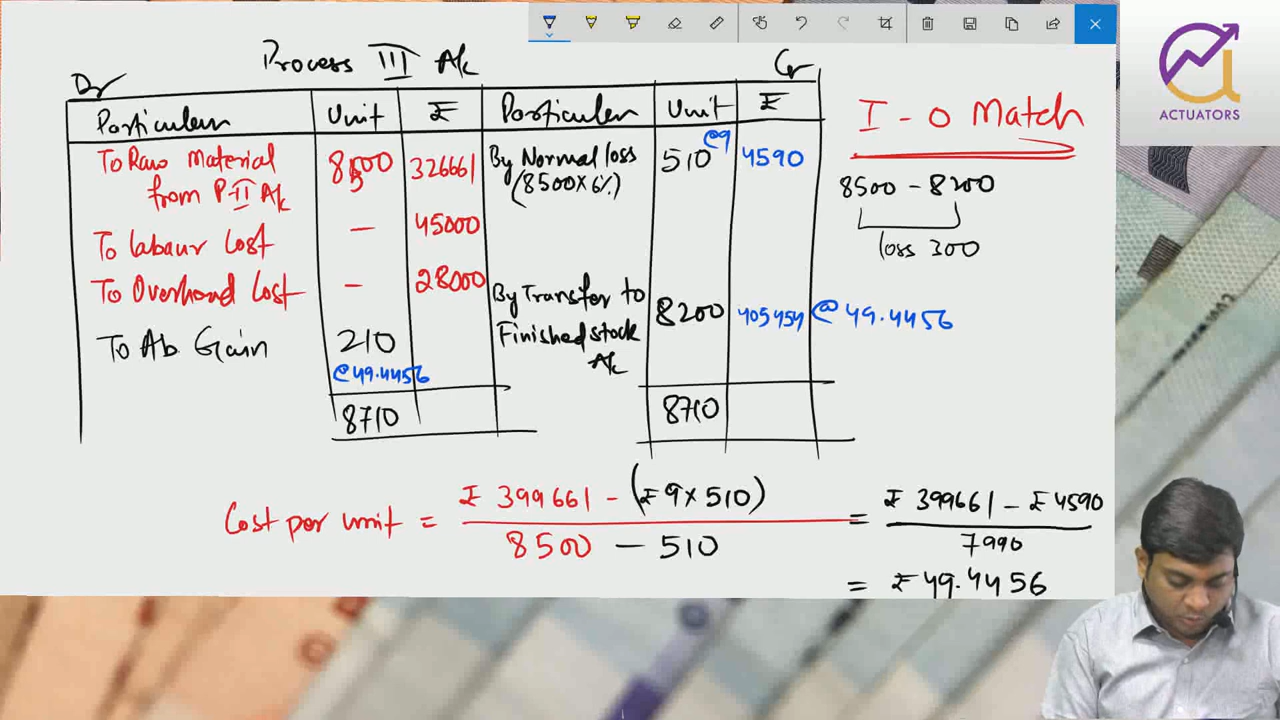 Process III A/c
Dr
Cr
Particulars Unit ₹ Particulars Unit ₹
To Raw Material from P-II A/c 8500 326661 By Normal loss (8500×6%) 510 @9 4590
To labour Cost - 45000
To Overhead Cost - 28000 By Transfer to Finished stock A/c 8200 405454 @ 49.4456
To Ab Gain 210 @49.4456
8710 8710
I - O Match
8500 - 8200
loss 300
Cost per unit = ₹ 399661 - (₹9×510) / 8500 - 510 = ₹ 399661 - ₹4590 / 7990
= ₹49.4456
ACTUATORS